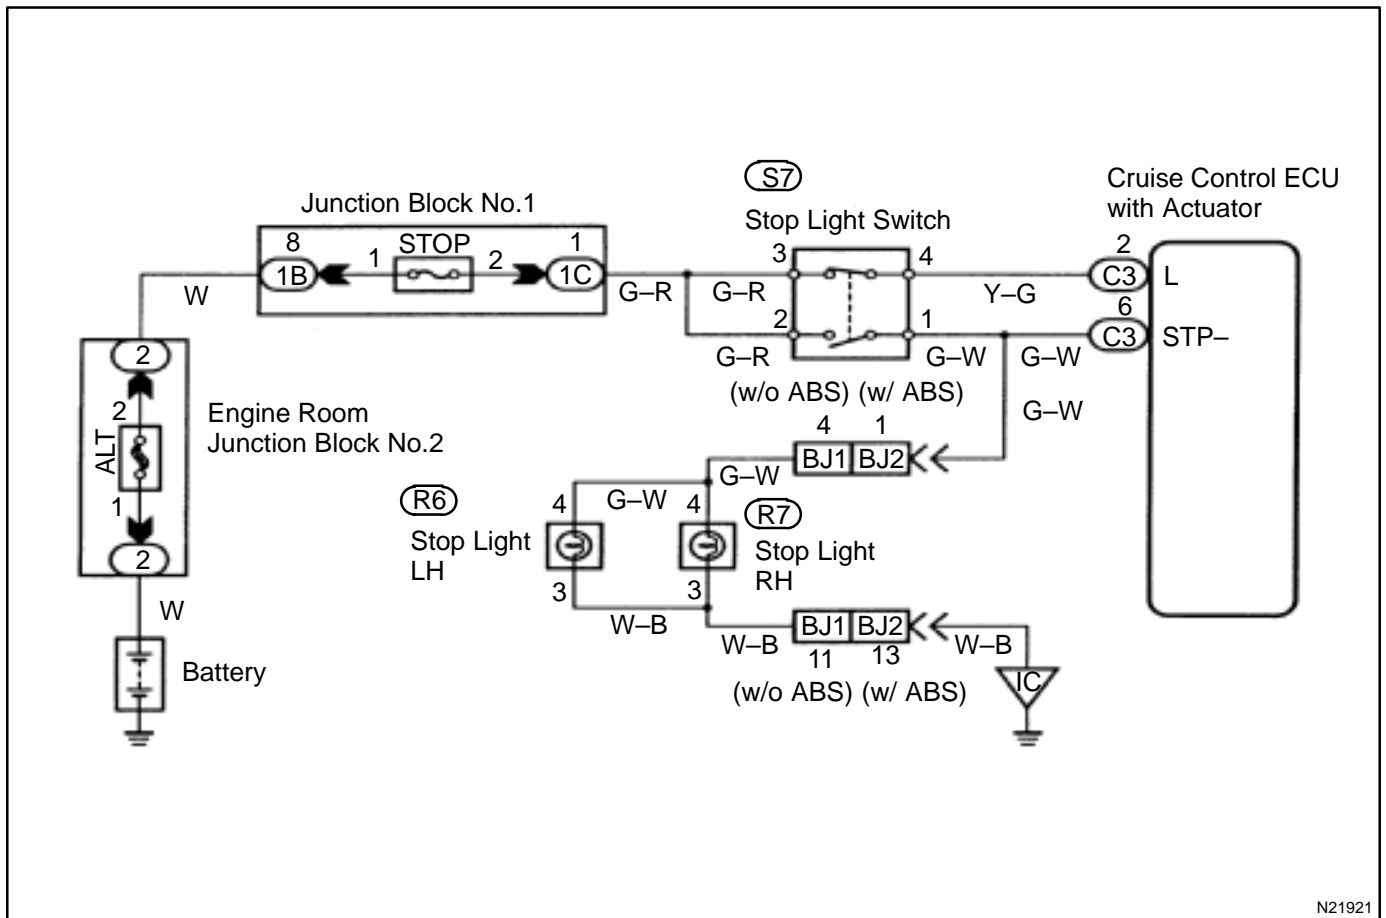 S7
Cruise Control ECU
with Actuator
Junction Block No.1
Stop Light Switch
8
STOP
1
1
2
3
4
2
1B
1C
C3
L
W
G–R
G–R
Y–G
6
2
1
C3
STP–
G–R
G–W
G–W
2
(w/o ABS) (w/ ABS)
G–W
2
ALT
1
Engine Room
Junction Block No.2
4
1
BJ1
BJ2
G–W
R6
4
G–W
4
R7
Stop Light
LH
Stop Light
RH
2
3
3
W
W–B
W–B
BJ1
BJ2
W–B
11
13
Battery
(w/o ABS) (w/ ABS)
IC
N21921